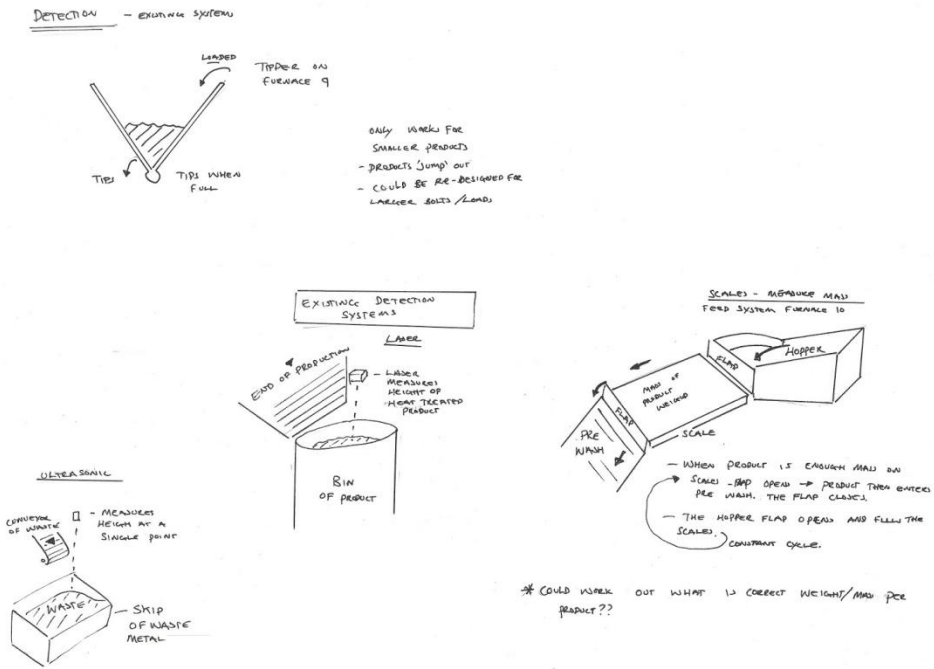 DETECTION - EXISTING SYSTEMS
LOADED
TIPPER ON
FURNACE 9
TIPS
TIPS WHEN
FULL
ONLY WORKS FOR
SMALLER PRODUCTS
- PRODUCTS 'JUMP' OUT
- COULD BE RE-DESIGNED FOR
LARGER BOLTS/LOADS
EXISTING DETECTION
SYSTEMS
LASER
END OF PRODUCTION
- LASER
MEASURES
HEIGHT OF
HEAT TREATED
PRODUCT
BIN
OF PRODUCT
SCALES - MEASURE MASS
FEED SYSTEM FURNACE 10
HOPPER
FLAP
MASS OF
PRODUCT
WEIGHED
FLAP
SCALE
PRE
WASH
- WHEN PRODUCT IS ENOUGH MASS ON
SCALES - FLAP OPENS → PRODUCT THEN ENTERS
PRE WASH. THE FLAP CLOSES.
- THE HOPPER FLAP OPENS AND FILLS THE
SCALES.
CONSTANT CYCLE.
* COULD WORK OUT WHAT IS CORRECT WEIGHT/MASS PER
PRODUCT??
ULTRASONIC
CONVEYOR
OF WASTE
- MEASURES
HEIGH AT A
SINGLE POINT
WASTE
- SKIP
OF WASTE
METAL